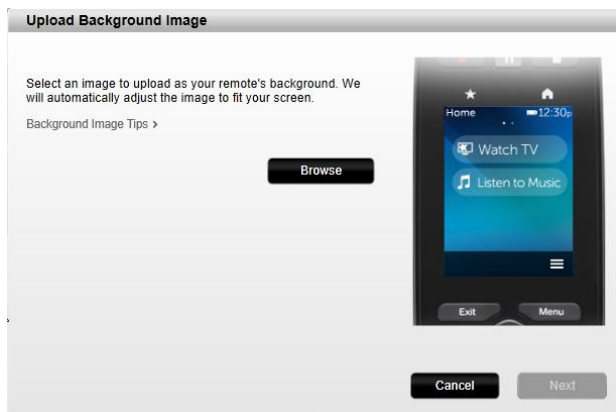 Upload Background Image
Select an image to upload as your remote's background. We
will automatically adjust the image to fit your screen.
Background Image Tips >
Browse
Home 12:30p
Watch TV
Listen to Music
Exit Menu
Cancel Next